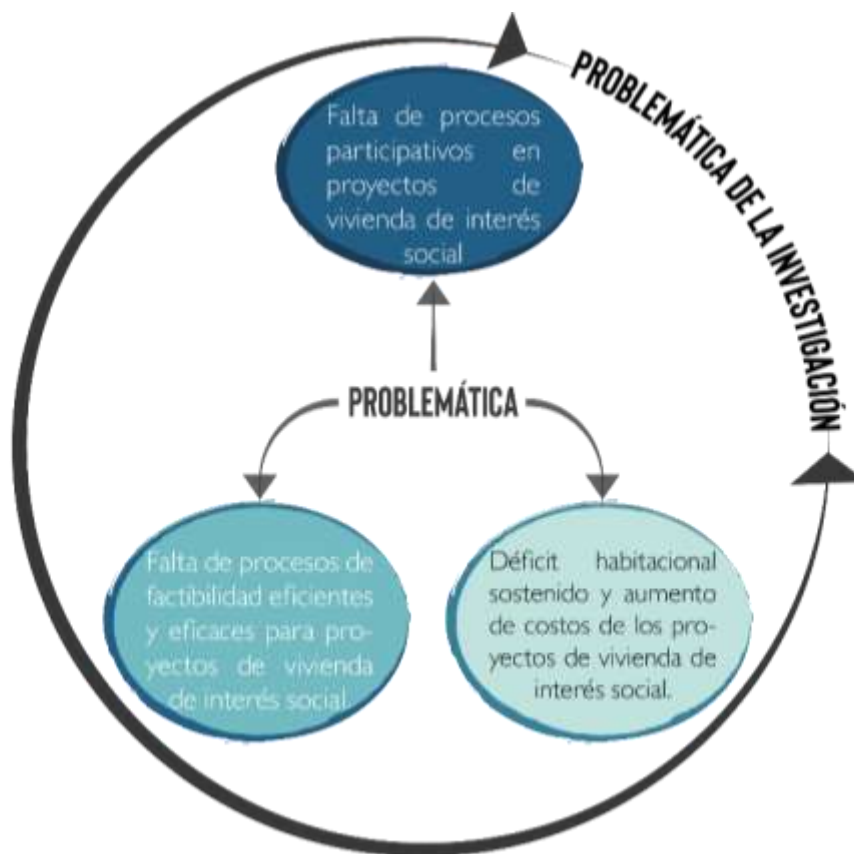 PROBLEMÁTICA DE LA INVESTIGACIÓN
Falta de procesos
participativos en
proyectos de
vivienda de interés
social
PROBLEMÁTICA
Falta de procesos de
factibilidad eficientes
y eficaces para pro-
yectos de vivienda
de interés social.
Déficit habitacional
sostenido y aumento
de costos de los pro-
yectos de vivienda de
interés social.